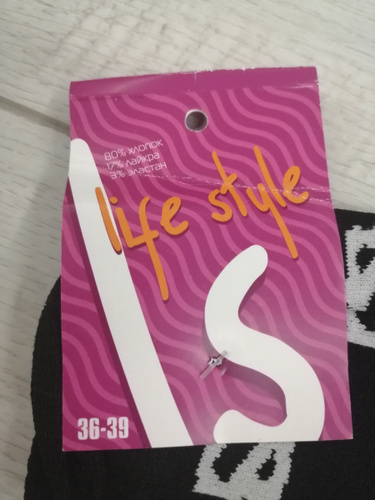 80% хлопок
17% лайкра
3% эластан
life style
ls
36-39